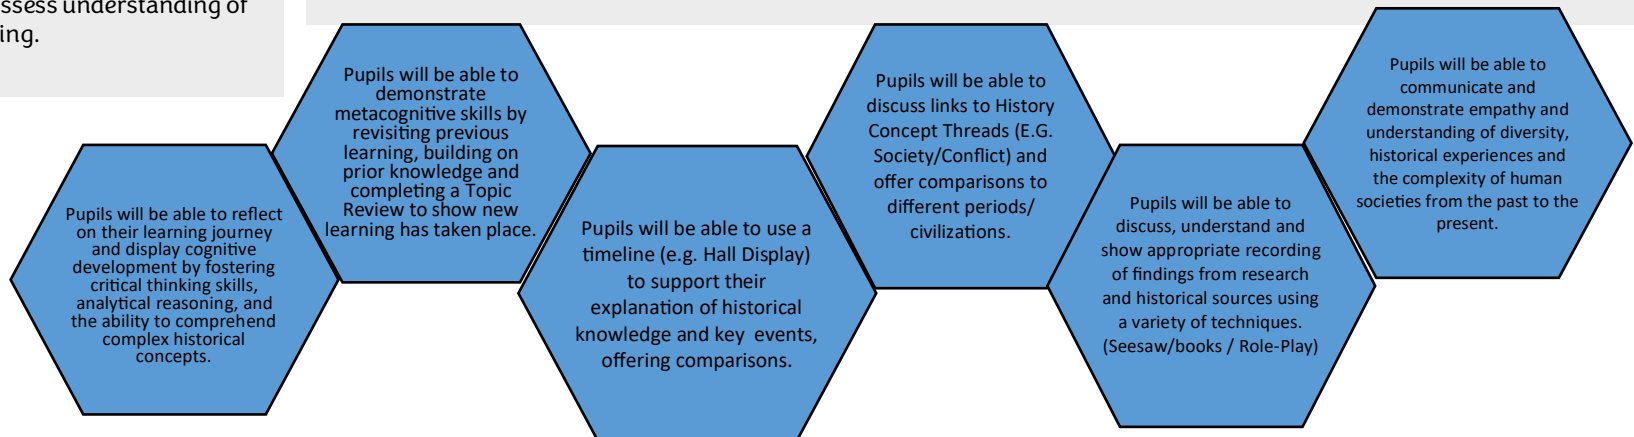 ssess understanding of
ing.
Pupils will be able to reflect
on their learning journey
and display cognitive
development by fostering
critical thinking skills,
analytical reasoning, and
the ability to comprehend
complex historical
concepts.
Pupils will be able to
demonstrate
metacognitive skills by
revisiting previous
learning, building on
prior knowledge and
completing a Topic
Review to show new
learning has taken place.
Pupils will be able to use a
timeline (e.g. Hall Display)
to support their
explanation of historical
knowledge and key events,
offering comparisons.
Pupils will be able to
discuss links to History
Concept Threads (E.G.
Society/Conflict) and
offer comparisons to
different periods/
civilizations.
Pupils will be able to
discuss, understand and
show appropriate recording
of findings from research
and historical sources using
a variety of techniques.
(Seesaw/books / Role-Play)
Pupils will be able to
communicate and
demonstrate empathy and
understanding of diversity,
historical experiences and
the complexity of human
societies from the past to the
present.